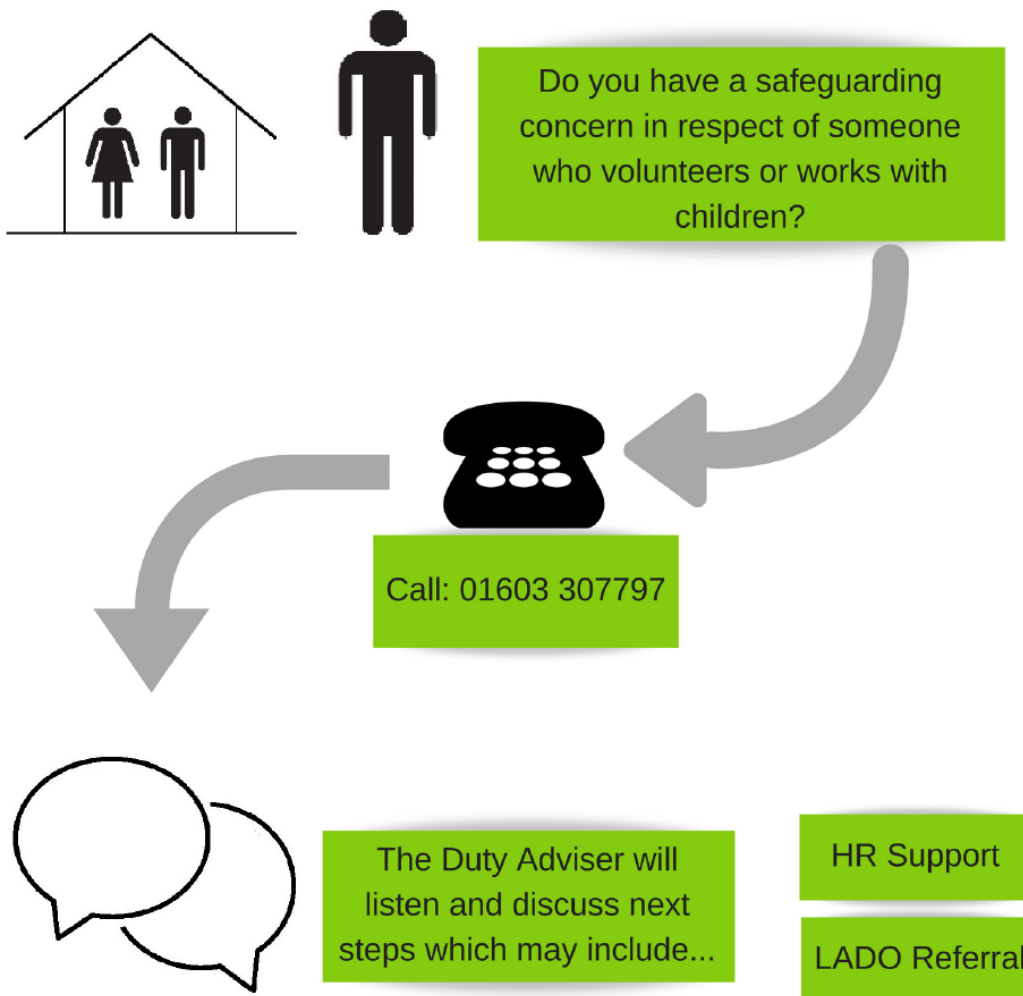 Do you have a safeguarding
concern in respect of someone
who volunteers or works with
children?
Call: 01603 307797
The Duty Adviser will
listen and discuss next
steps which may include...
HR Support
LADO Referral